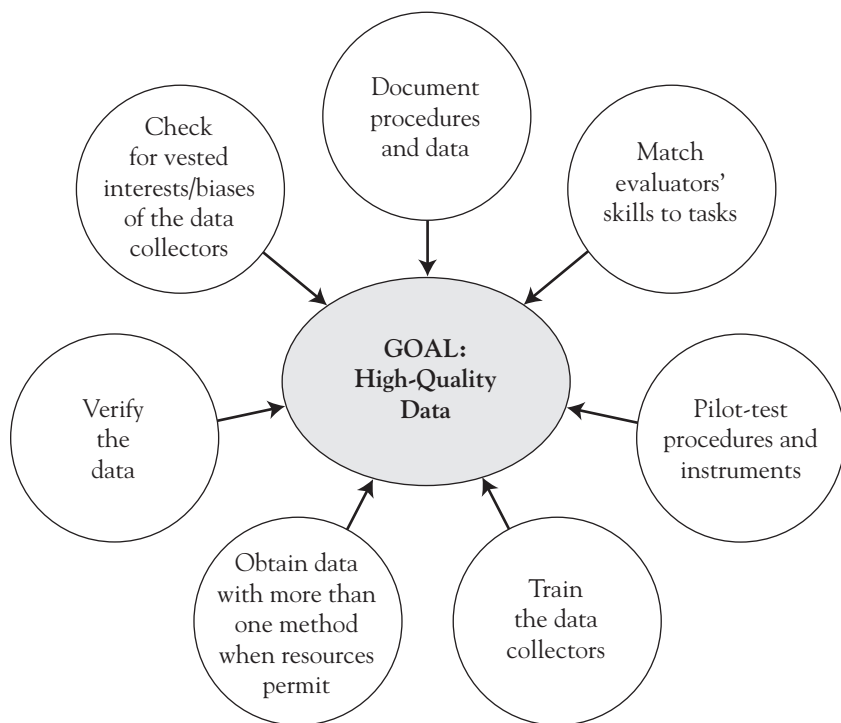 Document
procedures
and data
Check
for vested
interests/biases
of the data
collectors
Match
evaluators’
skills to tasks
GOAL:
High-Quality
Data
Verify
the
data
Pilot-test
procedures and
instruments
Obtain data
with more than
one method
when resources
permit
Train
the data
collectors